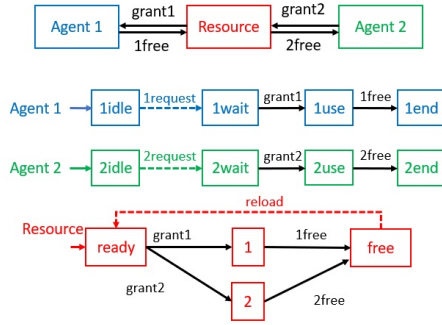 grant1 grant2
Agent 1 Resource Agent 2
1free 2free
Agent 1 1idle 1request 1wait grant1 1use 1free 1end
Agent 2 2idle 2request 2wait grant2 2use 2free 2end
reload
Resource
ready grant1 1 1free free
grant2 2 2free